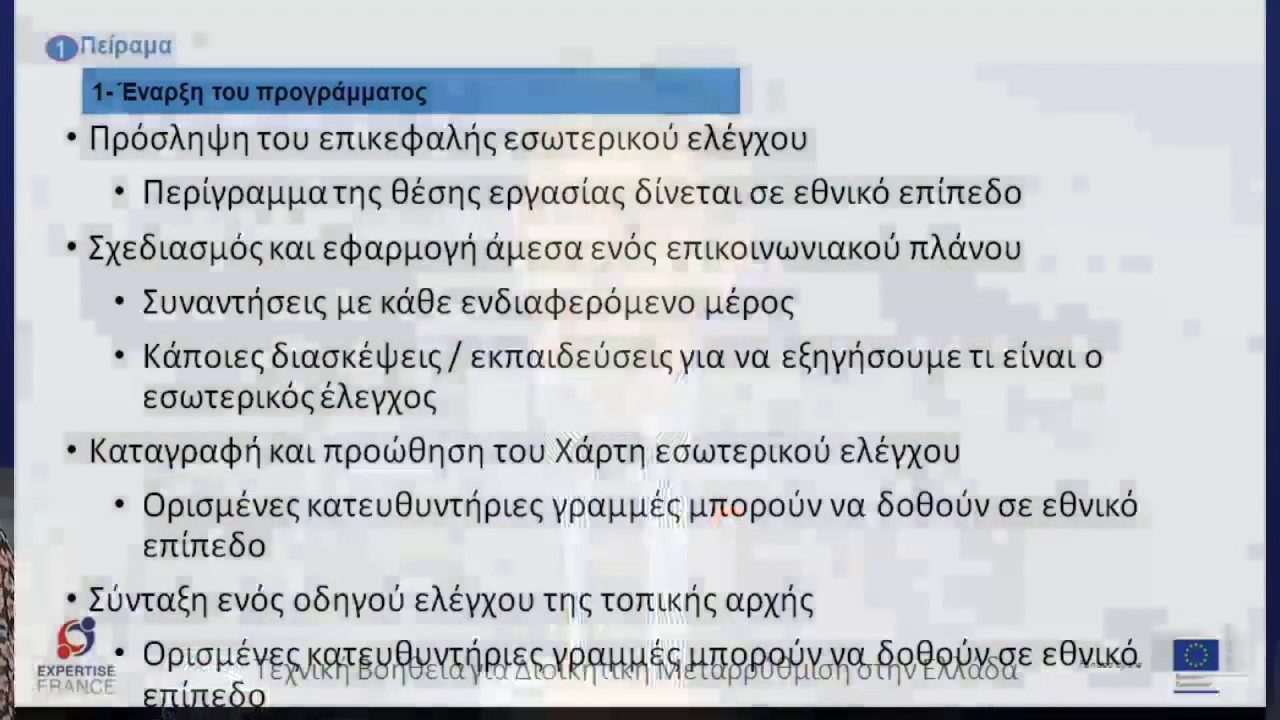 1 Πείραμα
1- Έναρξη του προγράμματος
• Πρόσληψη του επικεφαλής εσωτερικού ελέγχου
• Περίγραμμα της θέσης εργασίας δίνεται σε εθνικό επίπεδο
• Σχεδιασμός και εφαρμογή άμεσα ενός επικοινωνιακού πλάνου
• Συναντήσεις με κάθε ενδιαφερόμενο μέρος
• Κάποιες διασκέψεις / εκπαιδεύσεις για να εξηγήσουμε τι είναι ο
εσωτερικός έλεγχος
• Καταγραφή και προώθηση του Χάρτη εσωτερικού ελέγχου
• Ορισμένες κατευθυντήριες γραμμές μπορούν να δοθούν σε εθνικό
επίπεδο
• Σύνταξη ενός οδηγού ελέγχου της τοπικής αρχής
• Ορισμένες κατευθυντήριες γραμμές μπορούν να δοθούν σε εθνικό
επίπεδο
Τεχνική Βοήθεια για Διοικητική Μεταρρύθμιση στην Ελλάδα
EXPERTISE
FRANCE